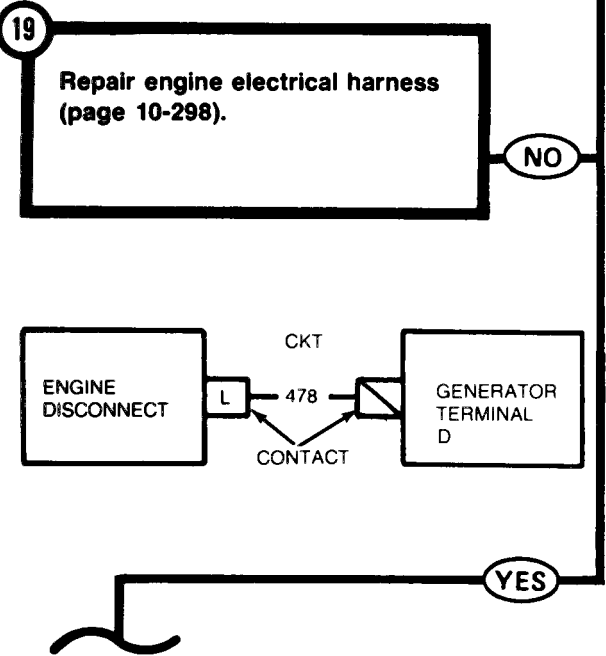 19
Repair engine electrical harness
(page 10-298).
NO
CKT
ENGINE
DISCONNECT
L
478
GENERATOR
TERMINAL
D
CONTACT
YES